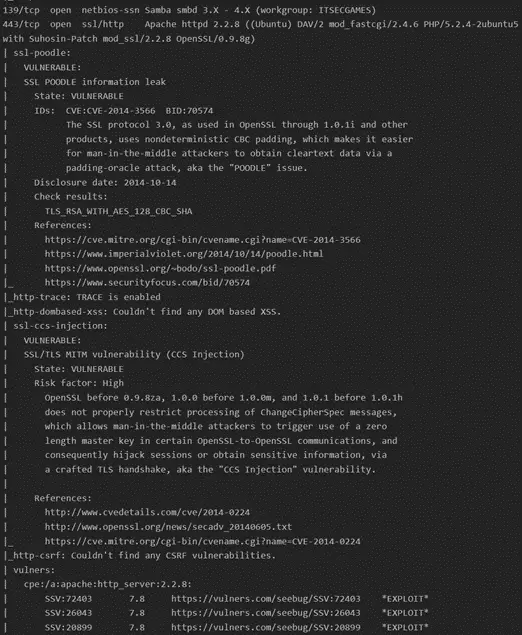 139/tcp open netbios-ssn Samba smbd 3.X - 4.X (workgroup: ITSECGAMES)
443/tcp open ssl/http Apache httpd 2.2.8 ((Ubuntu) DAV/2 mod_fastcgi/2.4.6 PHP/5.2.4-2ubuntu5
with Suhosin-Patch mod_ssl/2.2.8 OpenSSL/0.9.8g)
| ssl-poodle:
|   VULNERABLE:
|   SSL POODLE information leak
|     State: VULNERABLE
|     IDs:  CVE:CVE-2014-3566  BID:70574
|           The SSL protocol 3.0, as used in OpenSSL through 1.0.1i and other
|           products, uses nondeterministic CBC padding, which makes it easier
|           for man-in-the-middle attackers to obtain cleartext data via a
|           padding-oracle attack, aka the "POODLE" issue.
|     Disclosure date: 2014-10-14
|     Check results:
|       TLS_RSA_WITH_AES_128_CBC_SHA
|     References:
|       https://cve.mitre.org/cgi-bin/cvename.cgi?name=CVE-2014-3566
|       https://www.imperialviolet.org/2014/10/14/poodle.html
|       https://www.openssl.org/~bodo/ssl-poodle.pdf
|_      https://www.securityfocus.com/bid/70574
|_http-trace: TRACE is enabled
|_http-dombased-xss: Couldn't find any DOM based XSS.
| ssl-ccs-injection:
|   VULNERABLE:
|   SSL/TLS MITM vulnerability (CCS Injection)
|     State: VULNERABLE
|     Risk factor: High
|       OpenSSL before 0.9.8za, 1.0.0 before 1.0.0m, and 1.0.1 before 1.0.1h
|       does not properly restrict processing of ChangeCipherSpec messages,
|       which allows man-in-the-middle attackers to trigger use of a zero
|       length master key in certain OpenSSL-to-OpenSSL communications, and
|       consequently hijack sessions or obtain sensitive information, via
|       a crafted TLS handshake, aka the "CCS Injection" vulnerability.
|
|     References:
|       http://www.cvedetails.com/cve/2014-0224
|       http://www.openssl.org/news/secadv_20140605.txt
|_      https://cve.mitre.org/cgi-bin/cvename.cgi?name=CVE-2014-0224
|_http-csrf: Couldn't find any CSRF vulnerabilities.
| vulners:
|   cpe:/a:apache:http_server:2.2.8:
|       SSV:72403   7.8   https://vulners.com/seebug/SSV:72403   *EXPLOIT*
|       SSV:26043   7.8   https://vulners.com/seebug/SSV:26043   *EXPLOIT*
|       SSV:20899   7.8   https://vulners.com/seebug/SSV:20899   *EXPLOIT*